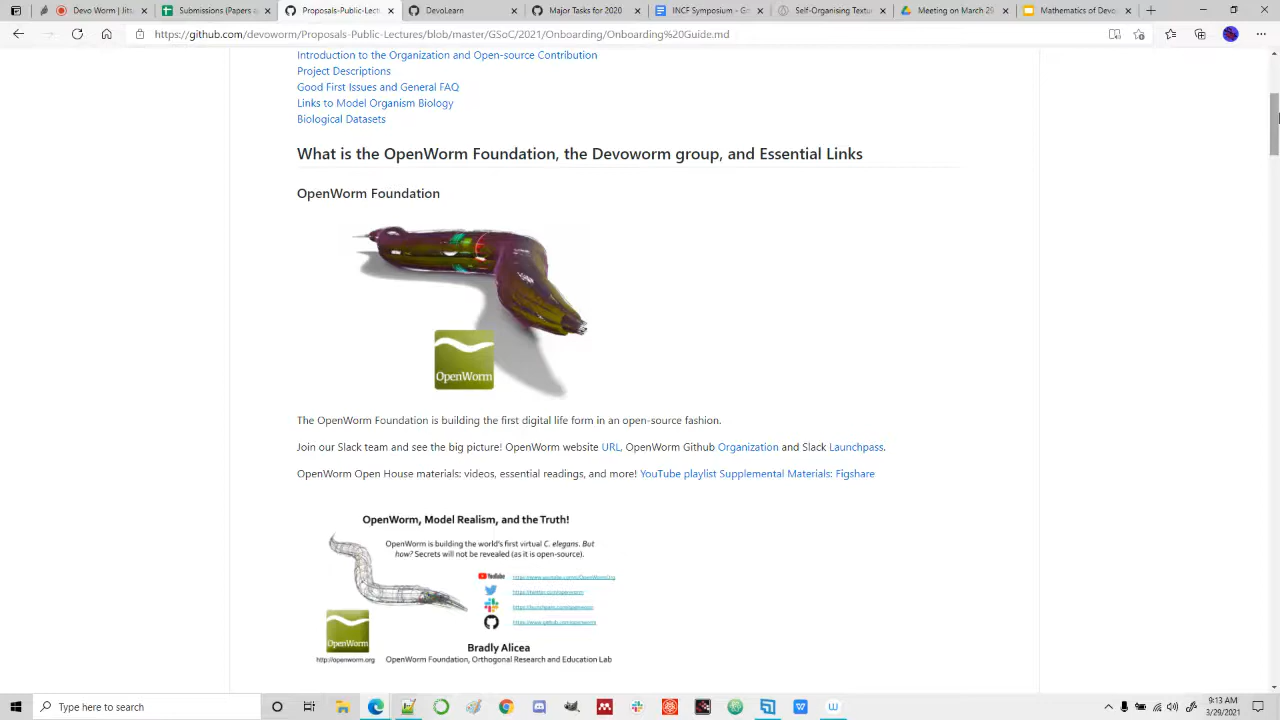 DevoWorm | Jitsi
Submissions (Pages
Proposals-Public-Lectu
DevoLearn
Major Tasks for 2020
INCF Symposium - G
Self-Organising Textu
Meeting on March 29
Mathematics of Devo
https://github.com/devoworm/Proposals-Public-Lectures/blob/master/GSoC/2021/Onboarding/Onboarding%20Guide.md
Introduction to the Organization and Open-source Contribution
Project Descriptions
Good First Issues and General FAQ
Links to Model Organism Biology
Biological Datasets
What is the OpenWorm Foundation, the Devoworm group, and Essential Links
OpenWorm Foundation
OpenWorm
The OpenWorm Foundation is building the first digital life form in an open-source fashion.
Join our Slack team and see the big picture! OpenWorm website URL, OpenWorm Github Organization and Slack Launchpass.
OpenWorm Open House materials: videos, essential readings, and more! YouTube playlist Supplemental Materials: Figshare
OpenWorm, Model Realism, and the Truth!
OpenWorm is building the world's first virtual C. elegans. But
how? Secrets will not be revealed (as it is open-source).
YouTube
OpenWorm
Bradly Alicea
http://openworm.org
OpenWorm Foundation, Orthogonal Research and Education Lab
Type here to search
9:13 AM
3/29/2021